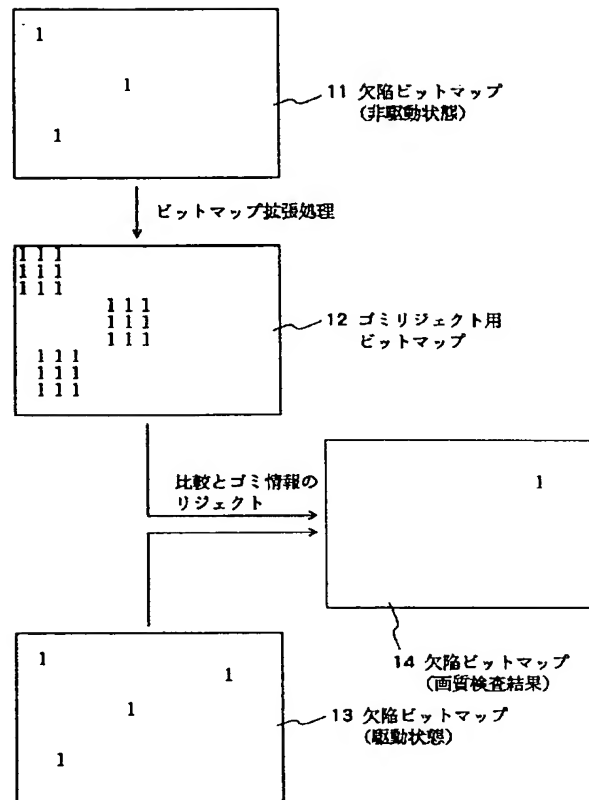 1
1
1
11 欠陥ビットマップ
(非駆動状態)
ビットマップ拡張処理
1 1 1
1 1 1
1 1 1
1 1 1
1 1 1
1 1 1
1 1 1
1 1 1
1 1 1
12 ゴミリジェクト用
ビットマップ
比較とゴミ情報の
リジェクト
1
14 欠陥ビットマップ
(画質検査結果)
1
1
1
1
13 欠陥ビットマップ
(駆動状態)